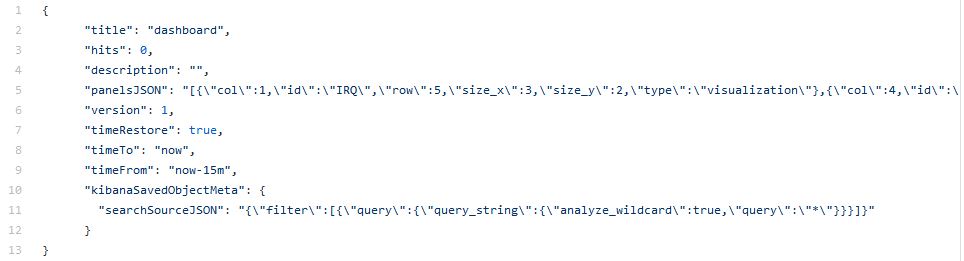 1 {
2 "title": "dashboard",
3 "hits": 0,
4 "description": "",
5 "panelsJSON": "[{\"col\":1,\"id\":\"IRQ\",\"row\":5,\"size_x\":3,\"size_y\":2,\"type\":\"visualization\"},{\"col\":4,\"id\":\
6 "version": 1,
7 "timeRestore": true,
8 "timeTo": "now",
9 "timeFrom": "now-15m",
10 "kibanaSavedObjectMeta": {
11 "searchSourceJSON": "{\"filter\":[{\"query\":{\"query_string\":{\"analyze_wildcard\":true,\"query\":\"*\"}}}]}"
12 }
13 }